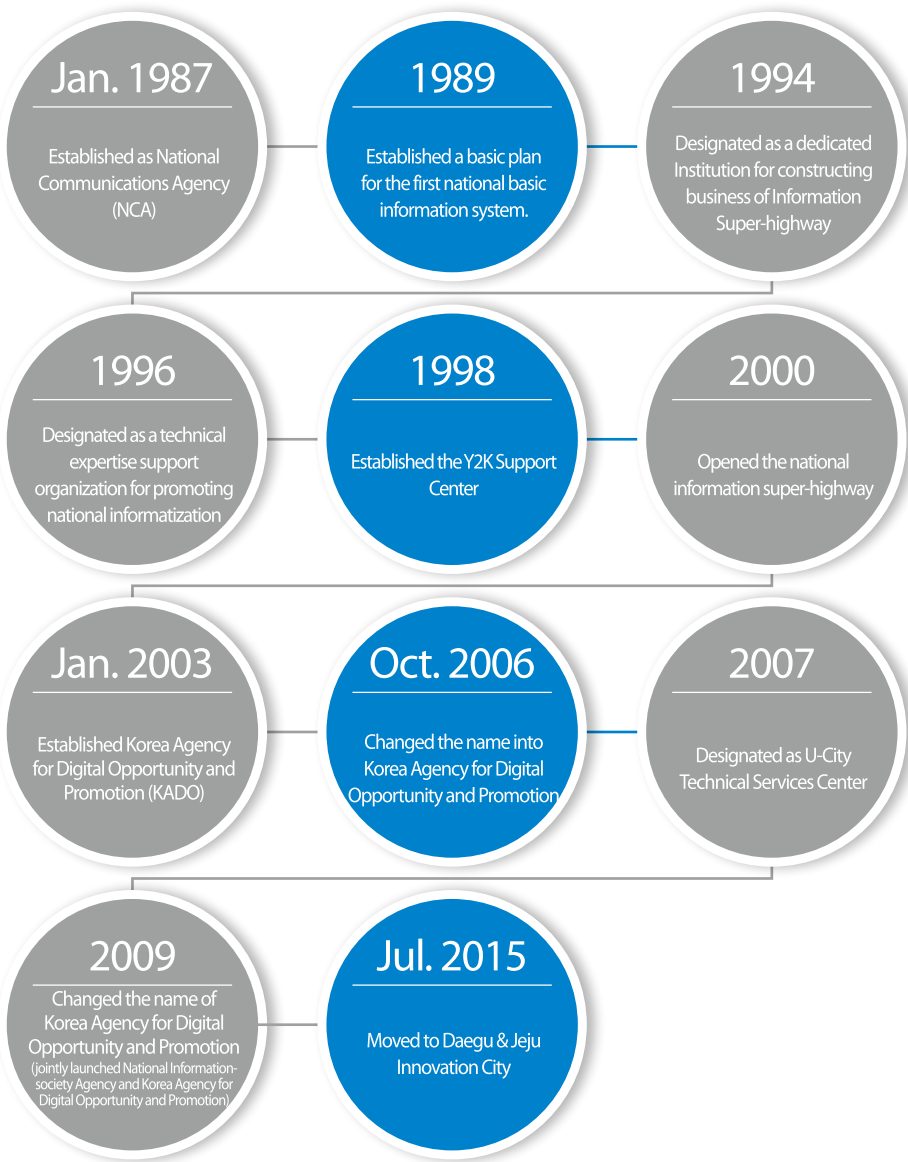 Jan. 1987
Established as National
Communications Agency
(NCA)
1989
Established a basic plan
for the first national basic
information system.
1994
Designated as a dedicated
Institution for constructing
business of Information
Super-highway
1996
Designated as a technical
expertise support
organization for promoting
national informatization
1998
Established the Y2K Support
Center
2000
Opened the national
information super-highway
Jan. 2003
Established Korea Agency
for Digital Opportunity and
Promotion (KADO)
Oct. 2006
Changed the name into
Korea Agency for Digital
Opportunity and Promotion
2007
Designated as U-City
Technical Services Center
2009
Changed the name of
Korea Agency for Digital
Opportunity and Promotion
(jointly launched National Information-
society Agency and Korea Agency for
Digital Opportunity and Promotion)
Jul. 2015
Moved to Daegu & Jeju
Innovation City